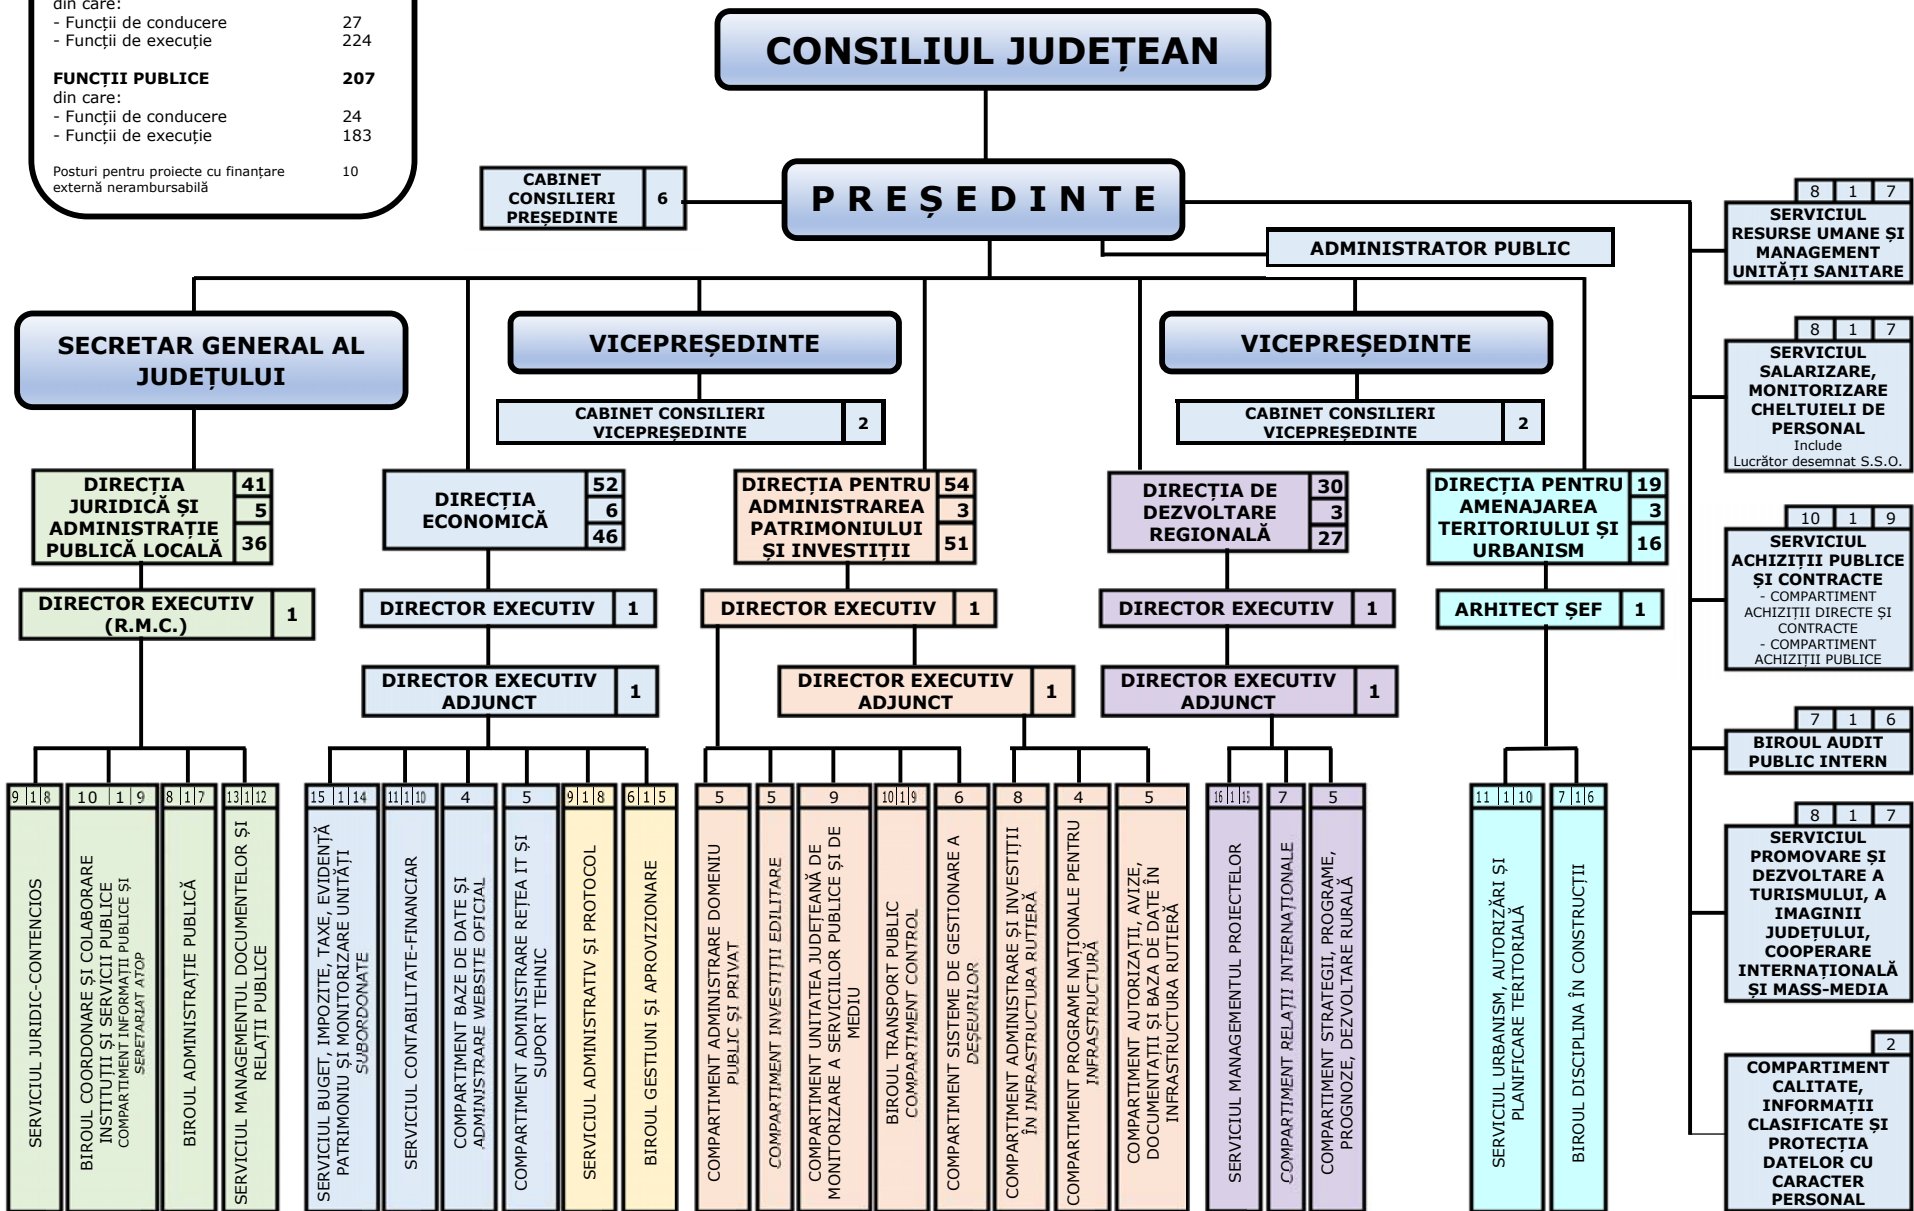 din care:
- Funcții de conducere 27
- Funcții de execuție 224
FUNCȚII PUBLICE 207
din care:
- Funcții de conducere 24
- Funcții de execuție 183
Posturi pentru proiecte cu finanțare 10
externă nerambursabilă
CONSILIUL JUDEȚEAN
CABINET
CONSILIERI
PREȘEDINTE
6
PREȘEDINTE
ADMINISTRATOR PUBLIC
SECRETAR GENERAL AL
JUDEȚULUI
VICEPREȘEDINTE
CABINET CONSILIERI
VICEPREȘEDINTE
2
VICEPREȘEDINTE
CABINET CONSILIERI
VICEPREȘEDINTE
2
DIRECȚIA
JURIDICĂ ȘI
ADMINISTRAȚIE
PUBLICĂ LOCALĂ
41
5
36
DIRECȚIA
ECONOMICĂ
52
6
46
DIRECȚIA PENTRU
ADMINISTRAREA
PATRIMONIULUI
ȘI INVESTIȚII
54
3
51
DIRECȚIA DE
DEZVOLTARE
REGIONALĂ
30
3
27
DIRECȚIA PENTRU
AMENAJAREA
TERITORIULUI ȘI
URBANISM
19
3
16
DIRECTOR EXECUTIV
(R.M.C.)
1
DIRECTOR EXECUTIV 1
DIRECTOR EXECUTIV 1
DIRECTOR EXECUTIV 1
ARHITECT ȘEF 1
DIRECTOR EXECUTIV
ADJUNCT
1
DIRECTOR EXECUTIV
ADJUNCT
1
DIRECTOR EXECUTIV
ADJUNCT
1
9 1 8
SERVICIUL JURIDIC-CONTENCIOS
10 1 9
BIROUL COORDONARE ȘI COLABORARE
INSTITUȚII ȘI SERVICII PUBLICE
COMPARTIMENT INFORMAȚII PUBLICE ȘI
SERETARIAT ATOP
8 1 7
BIROUL ADMINISTRAȚIE PUBLICĂ
13 1 12
SERVICIUL MANAGEMENTUL DOCUMENTELOR ȘI
RELAȚII PUBLICE
15 1 14
SERVICIUL BUGET, IMPOZITE, TAXE, EVIDENȚĂ
PATRIMONIU ȘI MONITORIZARE UNITĂȚI
SUBORDONATE
11 1 10
SERVICIUL CONTABILITATE-FINANCIAR
4
COMPARTIMENT BAZE DE DATE ȘI
ADMINISTRARE WEBSITE OFICIAL
5
COMPARTIMENT ADMINISTRARE REȚEA IT ȘI
SUPORT TEHNIC
9 1 8
SERVICIUL ADMINISTRATIV ȘI PROTOCOL
6 1 5
BIROUL GESTIUNI ȘI APROVIZIONARE
5
COMPARTIMENT ADMINISTRARE DOMENIU
PUBLIC ȘI PRIVAT
5
COMPARTIMENT INVESTIȚII EDILITARE
9
COMPARTIMENT UNITATEA JUDEȚEANĂ DE
MONITORIZARE A SERVICIILOR PUBLICE ȘI DE
MEDIU
10 1 9
BIROUL TRANSPORT PUBLIC
COMPARTIMENT CONTROL
6
COMPARTIMENT SISTEME DE GESTIONARE A
DEȘEURILOR
8
COMPARTIMENT ADMINISTRARE ȘI INVESTIȚII
ÎN INFRASTRUCTURA RUTIERĂ
4
COMPARTIMENT PROGRAME NAȚIONALE PENTRU
INFRASTRUCTURĂ
5
COMPARTIMENT AUTORIZAȚII, AVIZE,
DOCUMENTAȚII ȘI BAZA DE DATE ÎN
INFRASTRUCTURA RUTIERĂ
16 1 15
SERVICIUL MANAGEMENTUL PROIECTELOR
7
COMPARTIMENT RELAȚII INTERNAȚIONALE
5
COMPARTIMENT STRATEGII, PROGRAME,
PROGNOZE, DEZVOLTARE RURALĂ
11 1 10
SERVICIUL URBANISM, AUTORIZĂRI ȘI
PLANIFICARE TERITORIALĂ
7 1 6
BIROUL DISCIPLINA ÎN CONSTRUCȚII
8 1 7
SERVICIUL
RESURSE UMANE ȘI
MANAGEMENT
UNITĂȚI SANITARE
8 1 7
SERVICIUL
SALARIZARE,
MONITORIZARE
CHELTUIELI DE
PERSONAL
Include
Lucrător desemnat S.S.O.
10 1 9
SERVICIUL
ACHIZIȚII PUBLICE
ȘI CONTRACTE
- COMPARTIMENT
ACHIZIȚII DIRECTE ȘI
CONTRACTE
- COMPARTIMENT
ACHIZIȚII PUBLICE
7 1 6
BIROUL AUDIT
PUBLIC INTERN
8 1 7
SERVICIUL
PROMOVARE ȘI
DEZVOLTARE A
TURISMULUI, A
IMAGINII
JUDEȚULUI,
COOPERARE
INTERNAȚIONALĂ
ȘI MASS-MEDIA
2
COMPARTIMENT
CALITATE,
INFORMAȚII
CLASIFICATE ȘI
PROTECȚIA
DATELOR CU
CARACTER
PERSONAL